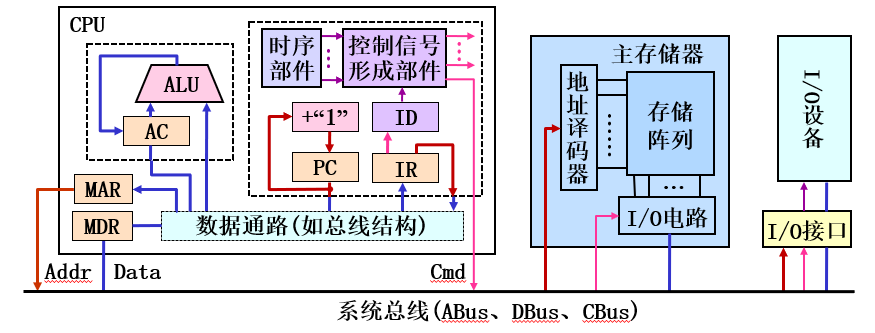 CPU
ALU
AC
MAR
MDR
时序
部件
控制信号
形成部件
+“1”
ID
PC
IR
数据通路(如总线结构)
Addr
Data
Cmd
主存储器
地址译码器
存储
阵列
...
I/O电路
I/O设备
I/O接口
系统总线(ABus、DBus、CBus)